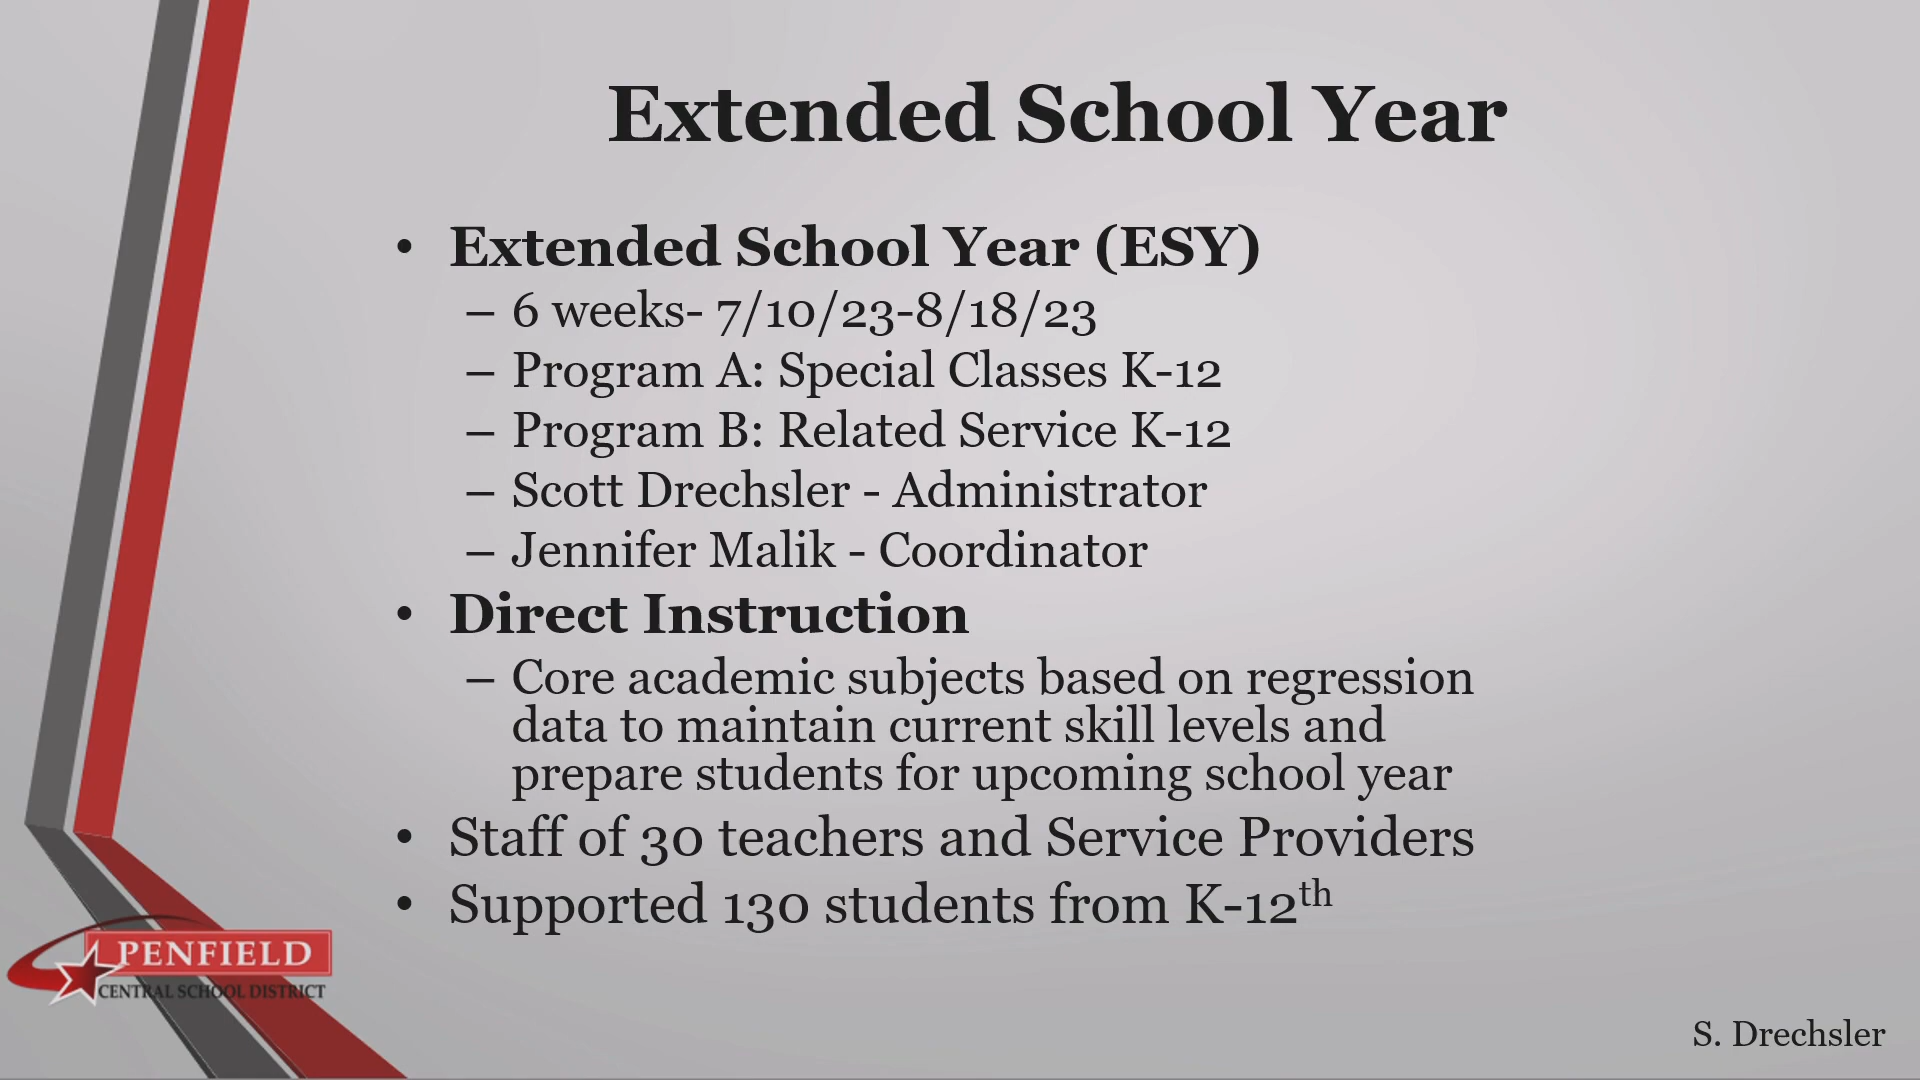 Extended School Year
• Extended School Year (ESY)
– 6 weeks- 7/10/23-8/18/23
– Program A: Special Classes K-12
– Program B: Related Service K-12
– Scott Drechsler - Administrator
– Jennifer Malik - Coordinator
• Direct Instruction
– Core academic subjects based on regression
data to maintain current skill levels and
prepare students for upcoming school year
• Staff of 30 teachers and Service Providers
• Supported 130 students from K-12th
PENFIELD
CENTRAL SCHOOL DISTRICT
S. Drechsler